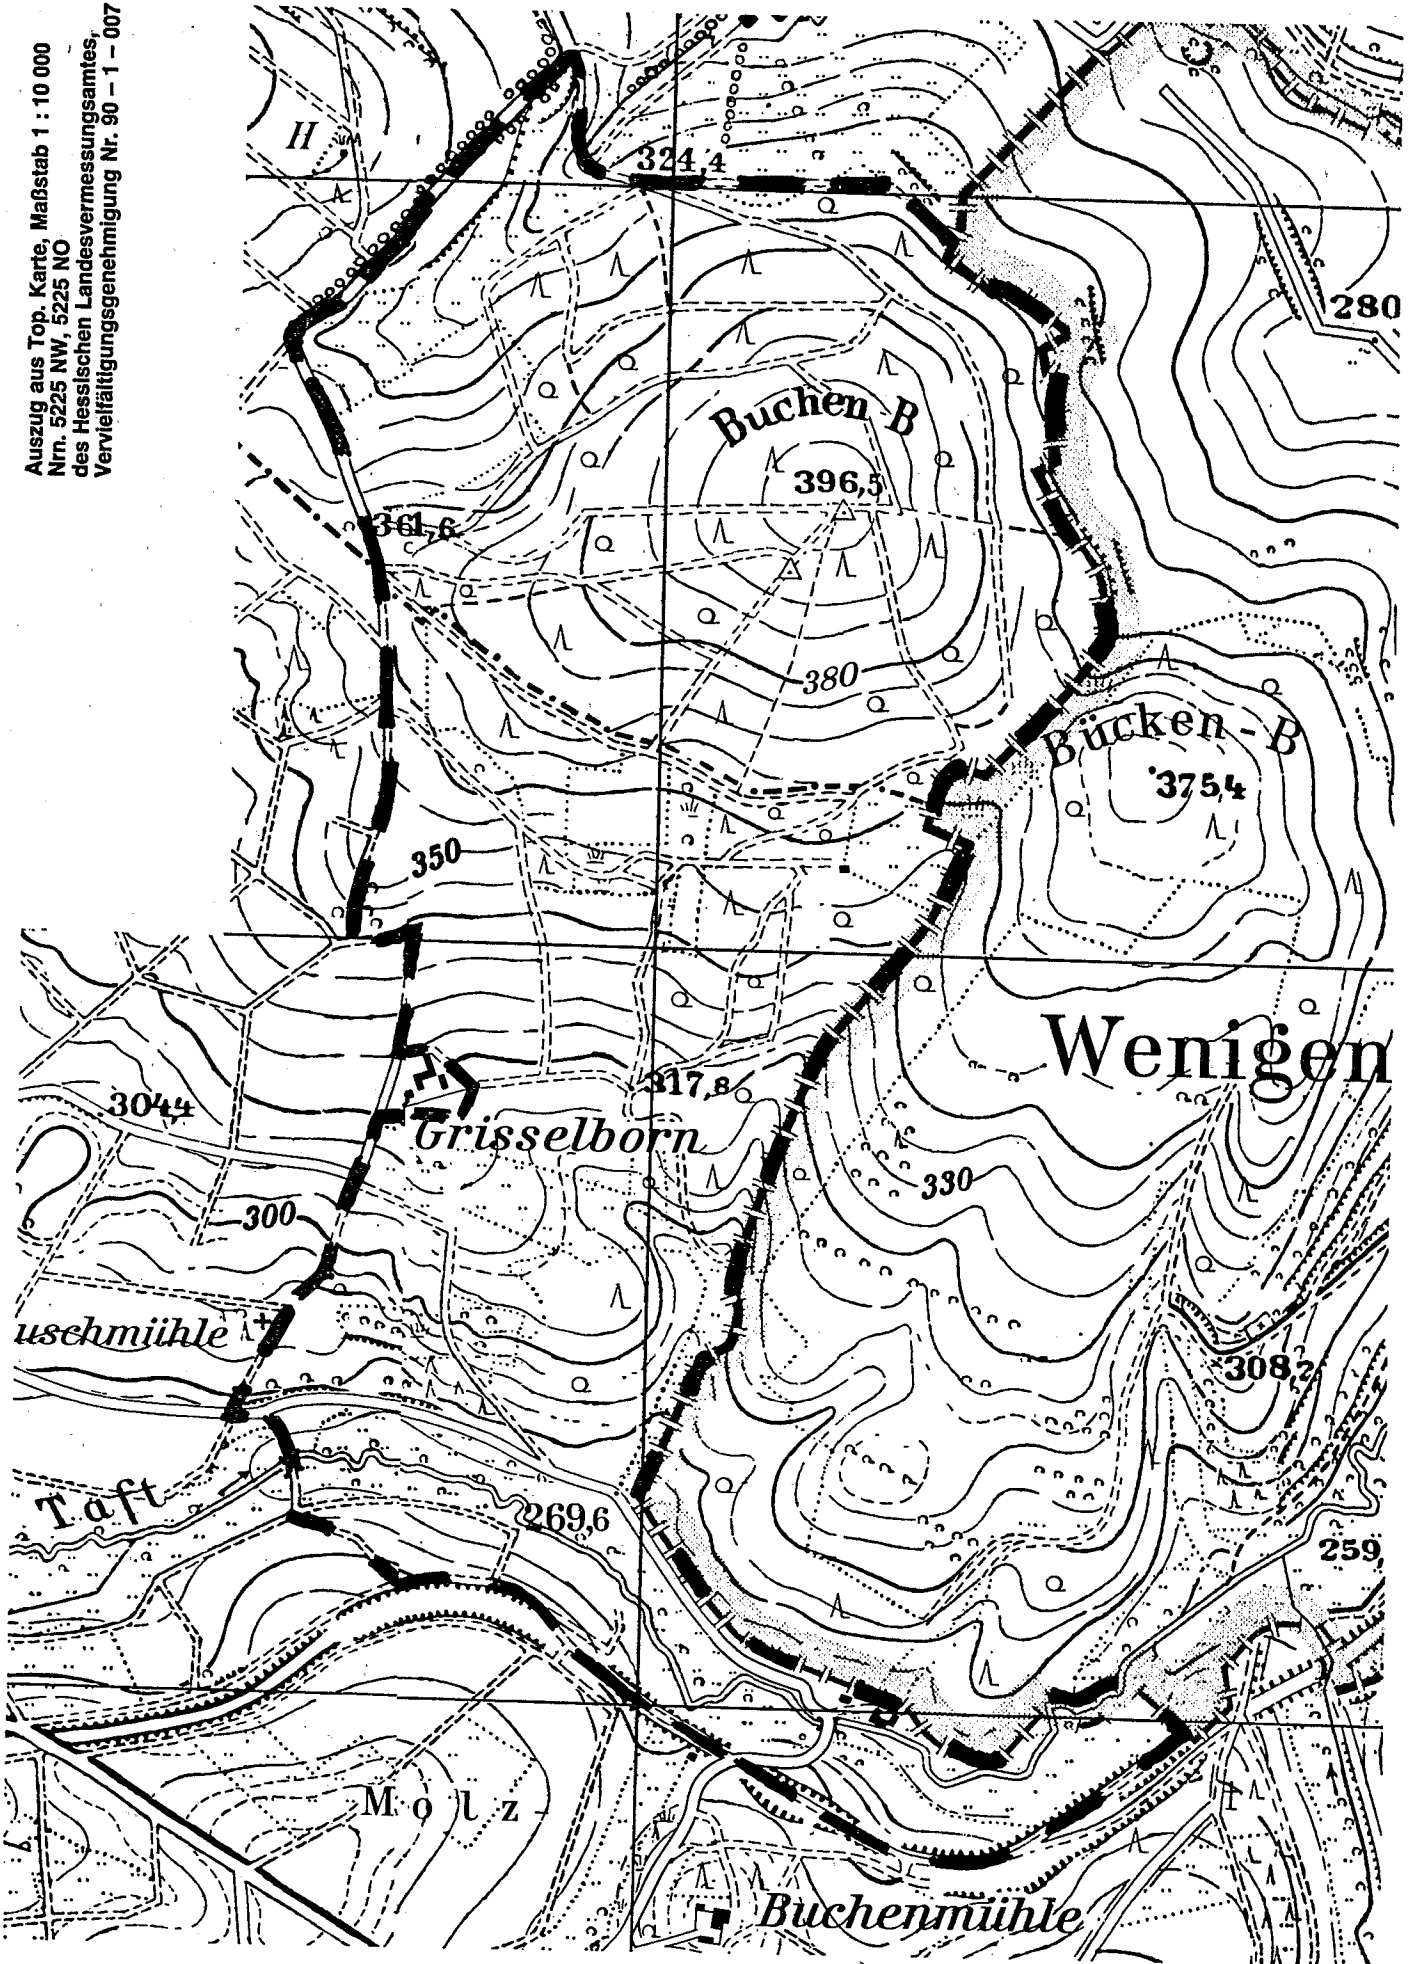 Auszug aus Top. Karte, Maßstab 1 : 10 000
Nrn. 5225 NW, 5225 NO
des Hessischen Landesvermessungsamtes,
Vervielfältigungsgenehmigung Nr. 90 – 1 – 007
H
324,4
280
Buchen-B
396,5
361,6
380
Bücken-B
375,4
350
Wenigen
317,8
304,4
Grisselborn
330
300
uschmühle
308,2
Taft
269,6
259,
Molz
Buchenmühle